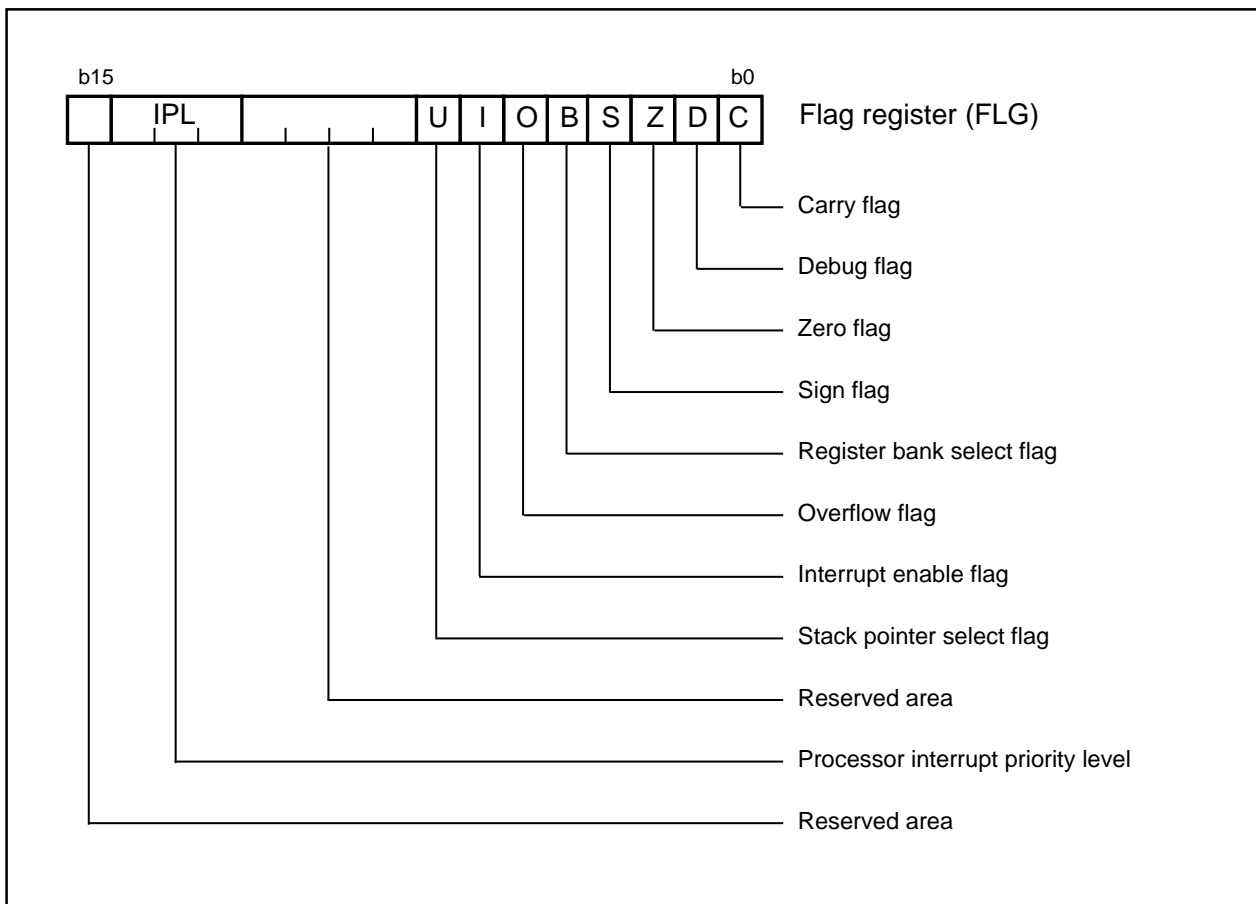 b15 b0
IPL U I O B S Z D C Flag register (FLG)
Carry flag
Debug flag
Zero flag
Sign flag
Register bank select flag
Overflow flag
Interrupt enable flag
Stack pointer select flag
Reserved area
Processor interrupt priority level
Reserved area